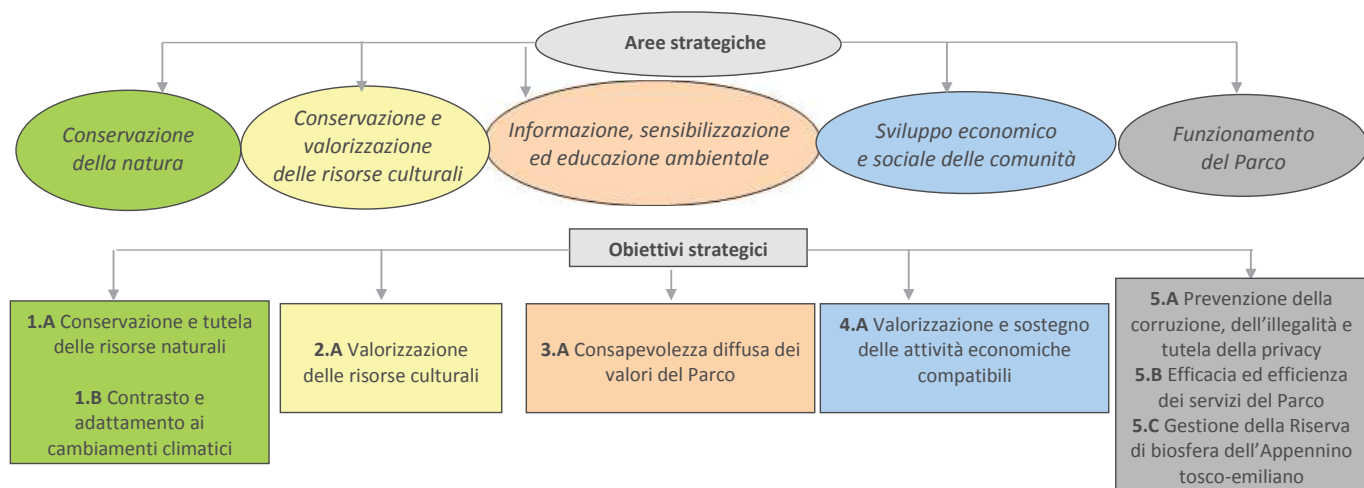 Aree strategiche
Conservazione
della natura
Conservazione e
valorizzazione
delle risorse culturali
Informazione, sensibilizzazione
ed educazione ambientale
Sviluppo economico
e sociale delle comunità
Funzionamento
del Parco
Obiettivi strategici
1.A Conservazione e tutela
delle risorse naturali
1.B Contrasto e
adattamento ai
cambiamenti climatici
2.A Valorizzazione
delle risorse culturali
3.A Consapevolezza diffusa dei
valori del Parco
4.A Valorizzazione e sostegno
delle attività economiche
compatibili
5.A Prevenzione della
corruzione, dell’illegalità e
tutela della privacy
5.B Efficacia ed efficienza
dei servizi del Parco
5.C Gestione della Riserva
di biosfera dell’Appennino
tosco-emiliano